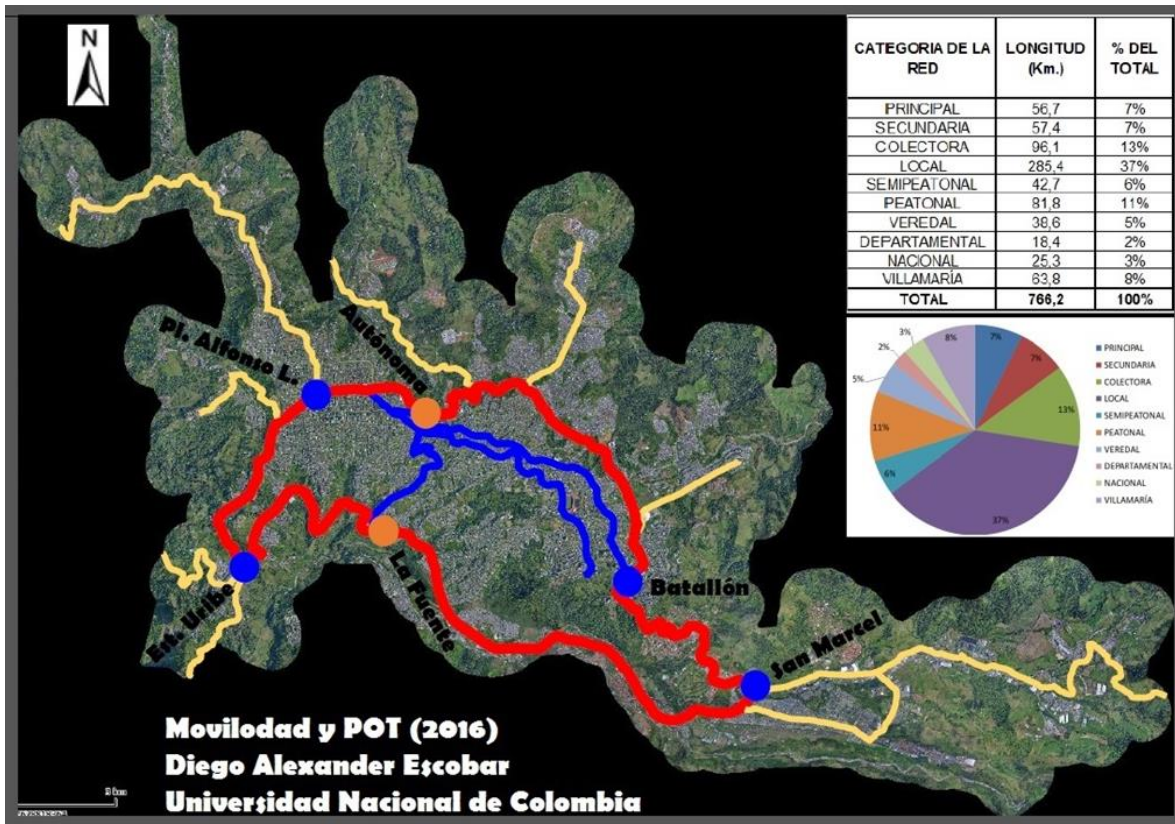 N
CATEGORIA DE LA RED LONGITUD (Km.) % DEL TOTAL
PRINCIPAL 56,7 7%
SECUNDARIA 57,4 7%
COLECTORA 96,1 13%
LOCAL 285,4 37%
SEMIPEATONAL 42,7 6%
PEATONAL 81,8 11%
VEREDAL 38,6 5%
DEPARTAMENTAL 18,4 2%
NACIONAL 25,3 3%
VILLAMARÍA 63,8 8%
TOTAL 766,2 100%
3%
8%
7%
2%
7%
5%
13%
11%
6%
37%
PRINCIPAL
SECUNDARIA
COLECTORA
LOCAL
SEMIPEATONAL
PEATONAL
VEREDAL
DEPARTAMENTAL
NACIONAL
VILLAMARÍA
Pl. Alfonso L.
Autónoma
Est. Uribe
La Fuente
Batallón
San Marcel
Movilodad y POT (2016)
Diego Alexander Escobar
Universidad Nacional de Colombia